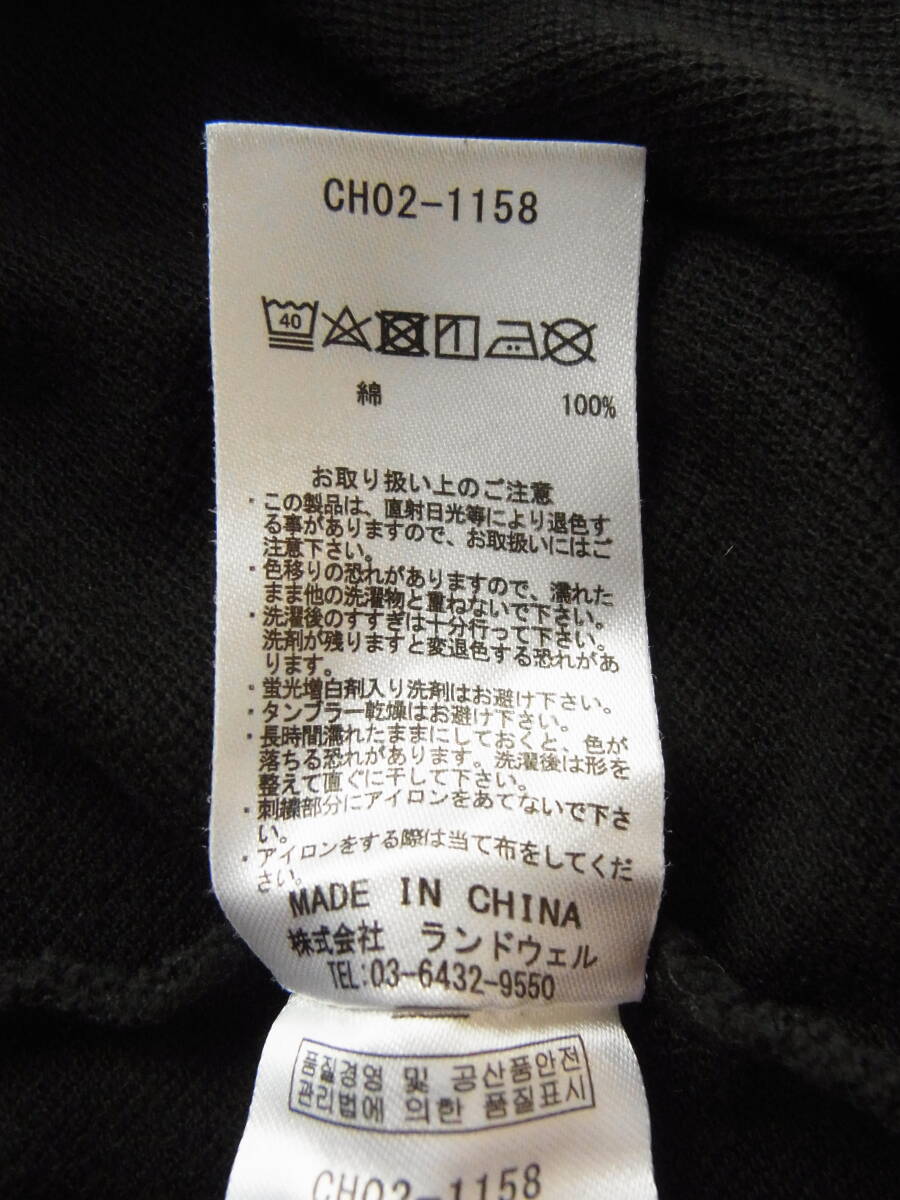 CH02-1158
40
綿 100%
お取り扱い上のご注意
・この製品は、直射日光等により退色す
る事がありますので、お取扱いにはご
注意下さい。
・色移りの恐れがありますので、濡れた
まま他の洗濯物と重ねないで下さい。
・洗濯後のすすぎは十分行って下さい。
洗剤が残りますと変退色する恐れがあ
ります。
・蛍光増白剤入り洗剤はお避け下さい。
・タンブラー乾燥はお避け下さい。
・長時間濡れたままにしておくと、色が
落ちる恐れがあります。洗濯後は形を
整えて直ぐに干して下さい。
・刺繍部分にアイロンをあてないで下さ
い。
・アイロンをする際は当て布をしてくだ
さい。
MADE IN CHINA
株式会社 ランドウェル
TEL:03-6432-9550
품질경영 및 공산품안전
관리법에 의한 품질표시
CH02-1158